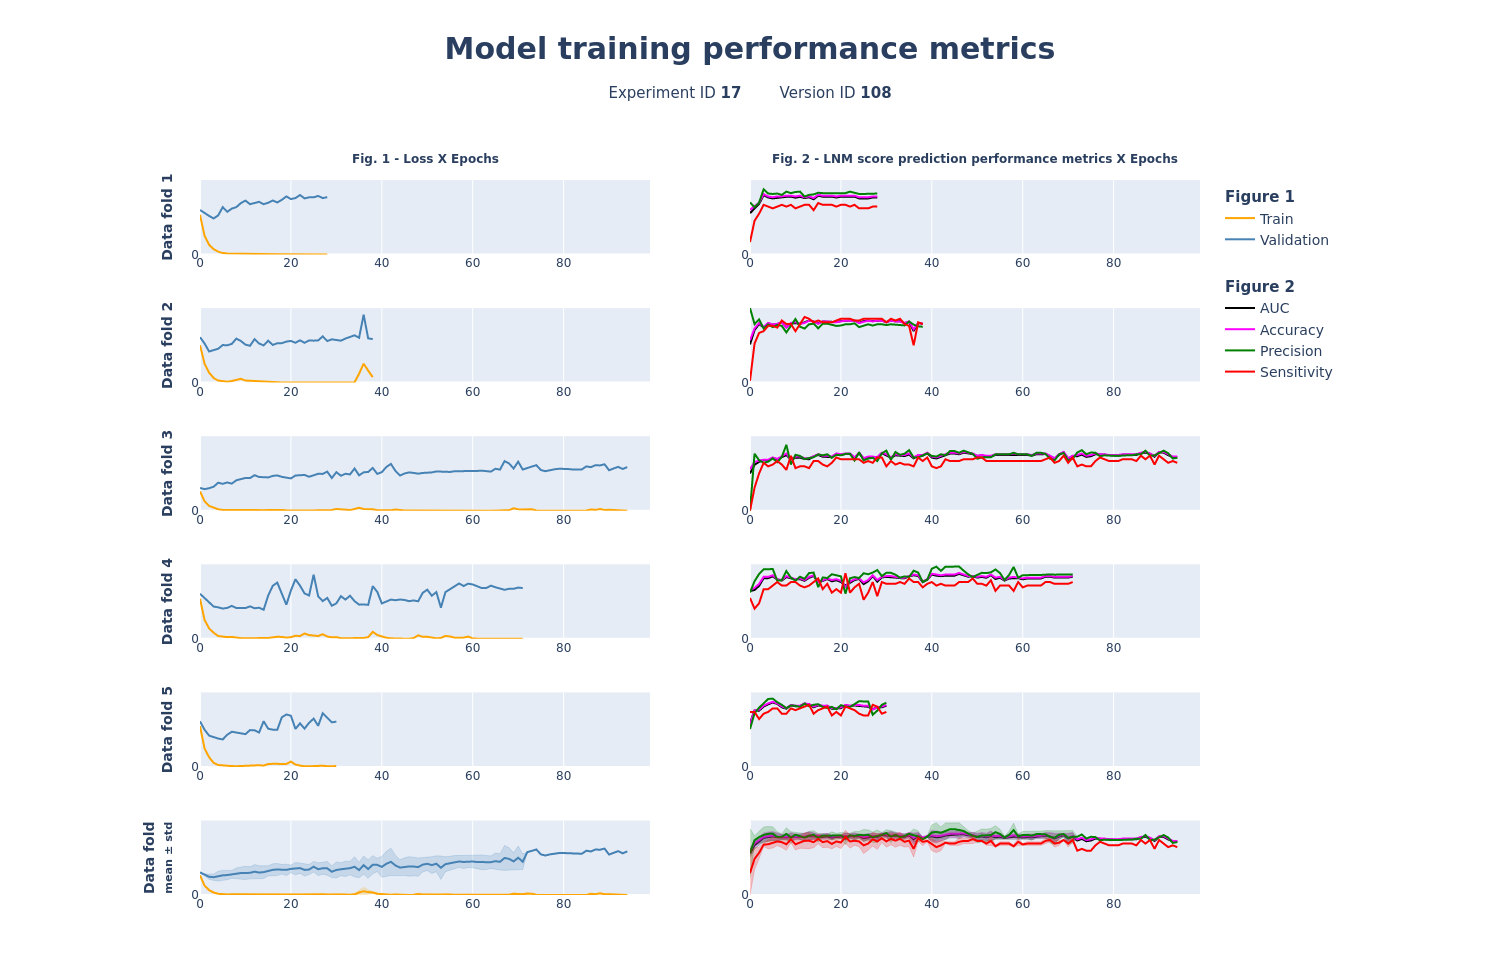 Model training performance metrics
Experiment ID 17 Version ID 108
Fig. 1 - Loss X Epochs
Fig. 2 - LNM score prediction performance metrics X Epochs
Data fold 1
0
0 20 40 60 80
0
0 20 40 60 80
Data fold 2
0
0 20 40 60 80
0
0 20 40 60 80
Data fold 3
0
0 20 40 60 80
0
0 20 40 60 80
Data fold 4
0
0 20 40 60 80
0
0 20 40 60 80
Data fold 5
0
0 20 40 60 80
0
0 20 40 60 80
Data fold
mean ± std
0
0 20 40 60 80
0
0 20 40 60 80
Figure 1
Train
Validation
Figure 2
AUC
Accuracy
Precision
Sensitivity